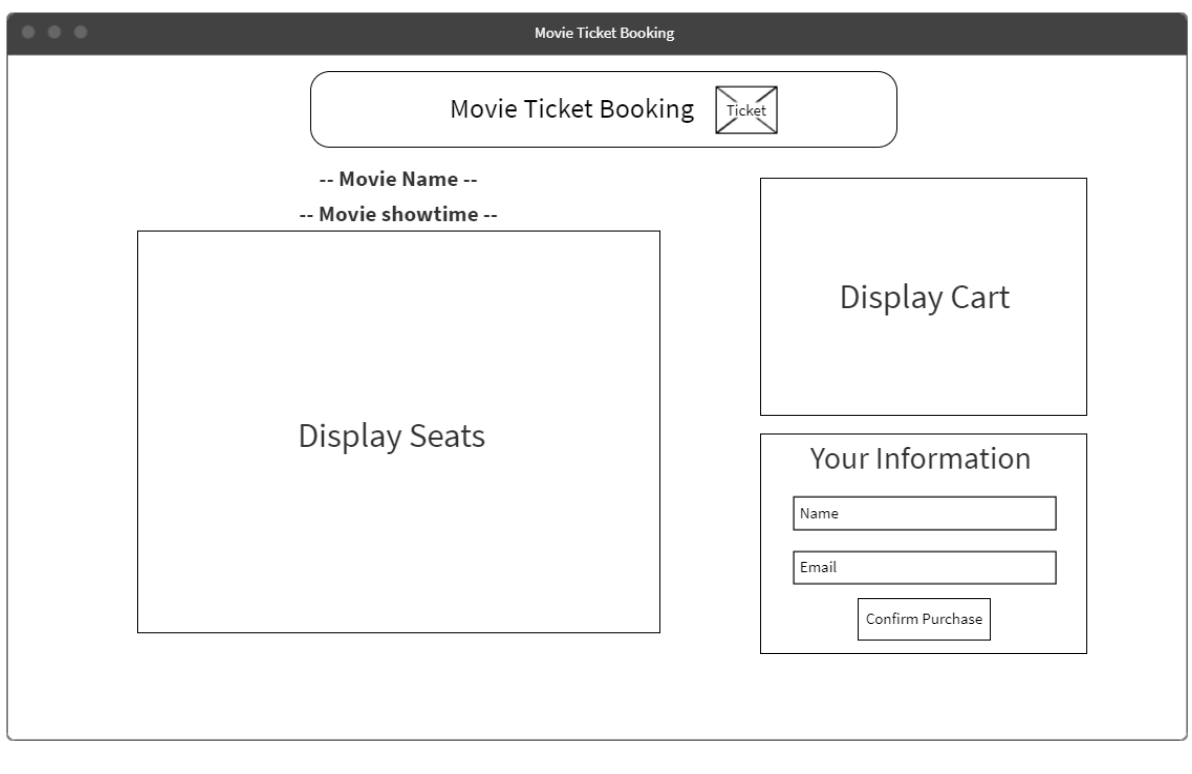 Movie Ticket Booking
Movie Ticket Booking
Ticket
-- Movie Name --
-- Movie showtime --
Display Seats
Display Cart
Your Information
Name
Email
Confirm Purchase